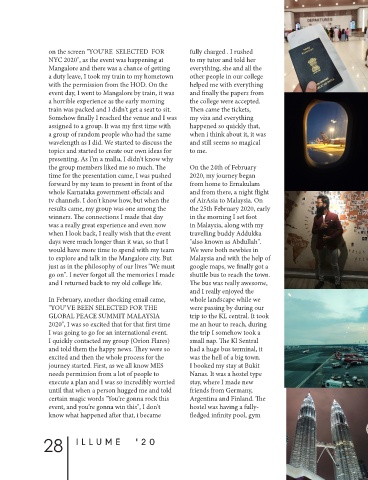 on the screen "YOU'RE SELECTED FOR
NYC 2020", as the event was happening at
Mangalore and there was a chance of getting
a duty leave, I took my train to my hometown
with the permission from the HOD. On the
event day, I went to Mangalore by train, it was
a horrible experience as the early morning
train was packed and I didn't get a seat to sit.
Somehow finally I reached the venue and I was
assigned to a group. It was my first time with
a group of random people who had the same
wavelength as I did. We started to discuss the
topics and started to create our own ideas for
presenting. As I'm a mallu, I didn't know why
the group members liked me so much. The
time for the presentation came, I was pushed
forward by my team to present in front of the
whole Karnataka government officials and
tv channels. I don't know how, but when the
results came, my group was one among the
winners. The connections I made that day
was a really great experience and even now
when I look back, I really wish that the event
days were much longer than it was, so that I
would have more time to spend with my team
to explore and talk in the Mangalore city. But
just as in the philosophy of our lives "We must
go on", I never forgot all the memories I made
and I returned back to my old college life.
In February, another shocking email came,
"YOU'VE BEEN SELECTED FOR THE
GLOBAL PEACE SUMMIT MALAYSIA
2020", I was so excited that for that first time
I was going to go for an international event.
I quickly contacted my group (Orion Flares)
and told them the happy news. They were so
excited and then the whole process for the
journey started. First, as we all know MES
needs permission from a lot of people to
execute a plan and I was so incredibly worried
until that when a person hugged me and told
certain magic words "You're gonna rock this
event, and you're gonna win this", I don't
know what happened after that, i became
fully charged . I rushed
to my tutor and told her
everything, she and all the
other people in our college
helped me with everything
and finally the papers from
the college were accepted.
Then came the tickets,
my visa and everything
happened so quickly that,
when i think about it, it was
and still seems so magical
to me.
On the 24th of February
2020, my journey began
from home to Ernakulam
and from there, a night flight
of AirAsia to Malaysia. On
the 25th February 2020, early
in the morning I set foot
in Malaysia, along with my
travelling buddy Addukka
"also known as Abdullah".
We were both newbies in
Malaysia and with the help of
google maps, we finally got a
shuttle bus to reach the town.
The bus was really awesome,
and I really enjoyed the
whole landscape while we
were passing by during our
trip to the KL central. It took
me an hour to reach, during
the trip I somehow took a
small nap. The Kl Sentral
had a huge bus terminal, it
was the hell of a big town.
I booked my stay at Bukit
Nanas. It was a hostel type
stay, where I made new
friends from Germany,
Argentina and Finland. The
hostel was having a fully-
fledged infinity pool, gym
DEPARTURES
28
ILLUME '20